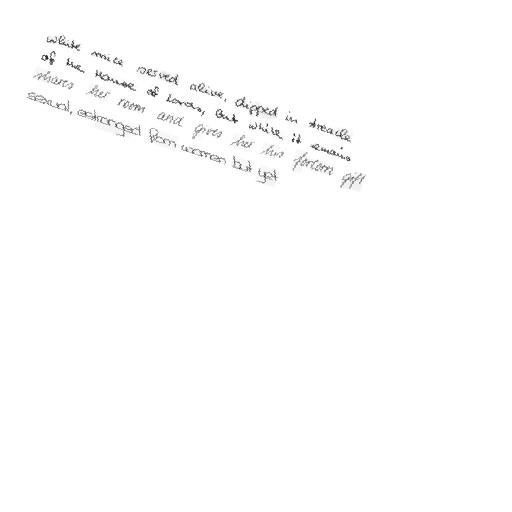 white mice served alive, dipped in treacle
of the House of Lords, but while it remains
shares her room and gives her his forlorn gift
sexual, estranged from women but yet